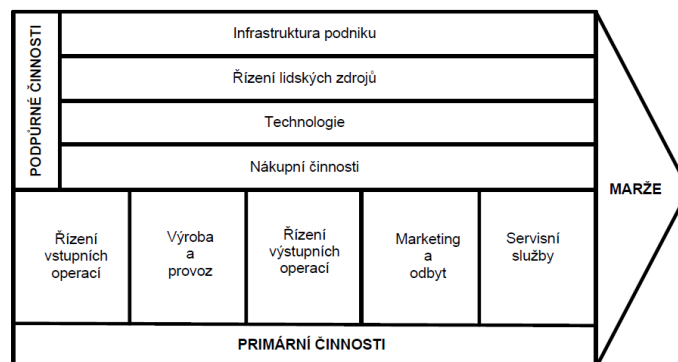 PODPŮRNÉ ČINNOSTI
Infrastruktura podniku
Řízení lidských zdrojů
Technologie
Nákupní činnosti
MARŽE
Řízení
vstupních
operací
Výroba
a
provoz
Řízení
výstupních
operací
Marketing
a
odbyt
Servisní
služby
PRIMÁRNÍ ČINNOSTI